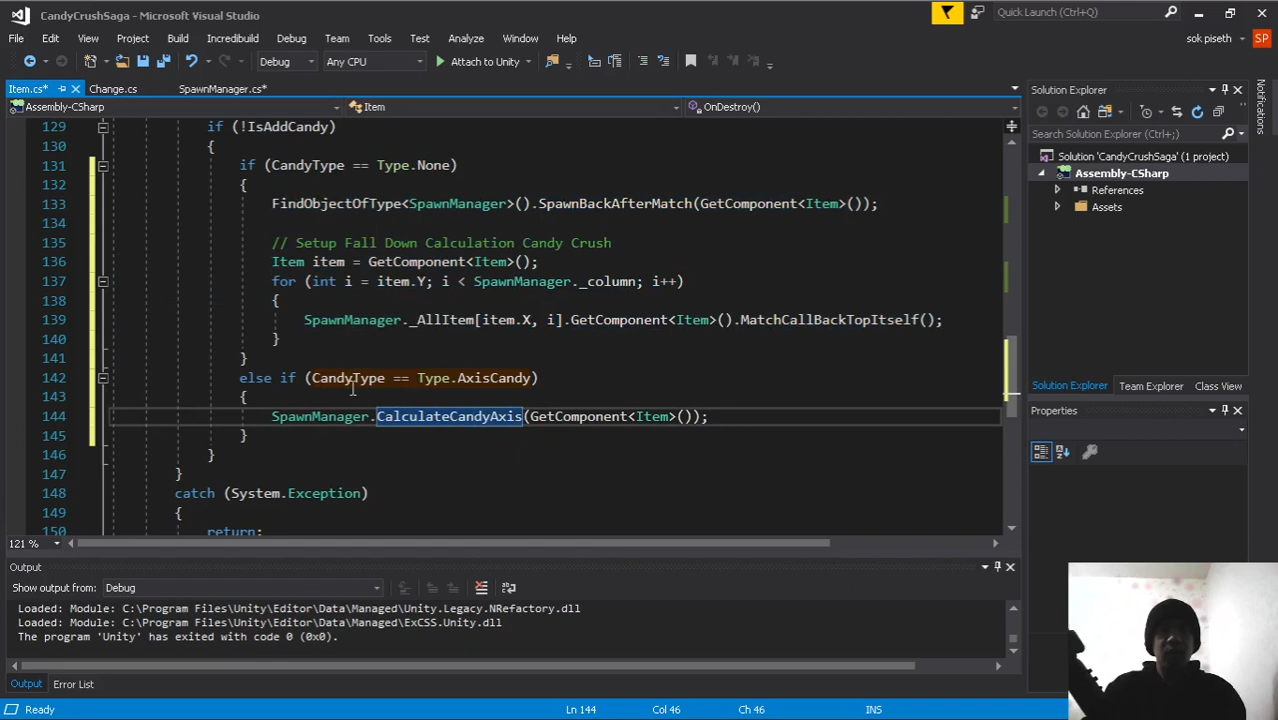 CandyCrushSaga - Microsoft Visual Studio
Quick Launch (Ctrl+Q)
File Edit View Project Build Incredibuild Debug Team Tools Test Analyze Window Help
sok piseth SP
Debug Any CPU Attach to Unity
Item.cs* Change.cs SpawnManager.cs*
Assembly-CSharp Item OnDestroy()
129 if (!IsAddCandy)
130 {
131 if (CandyType == Type.None)
132 {
133 FindObjectOfType<SpawnManager>().SpawnBackAfterMatch(GetComponent<Item>());
134
135 // Setup Fall Down Calculation Candy Crush
136 Item item = GetComponent<Item>();
137 for (int i = item.Y; i < SpawnManager._column; i++)
138 {
139 SpawnManager._AllItem[item.X, i].GetComponent<Item>().MatchCallBackTopItself();
140 }
141 }
142 else if (CandyType == Type.AxisCandy)
143 {
144 SpawnManager.CalculateCandyAxis(GetComponent<Item>());
145 }
146 }
147 }
148 catch (System.Exception)
149 {
150 return;
121 %
Output
Show output from: Debug
Loaded: Module: C:\Program Files\Unity\Editor\Data\Managed\Unity.Legacy.NRefactory.dll
Loaded: Module: C:\Program Files\Unity\Editor\Data\Managed\ExCSS.Unity.dll
The program 'Unity' has exited with code 0 (0x0).
Output Error List
Ready Ln 144 Col 46 Ch 46 INS
Solution Explorer
Search Solution Explorer (Ctrl+;)
Solution 'CandyCrushSaga' (1 project)
Assembly-CSharp
References
Assets
Solution Explorer Team Explorer Class View
Properties
Notifications